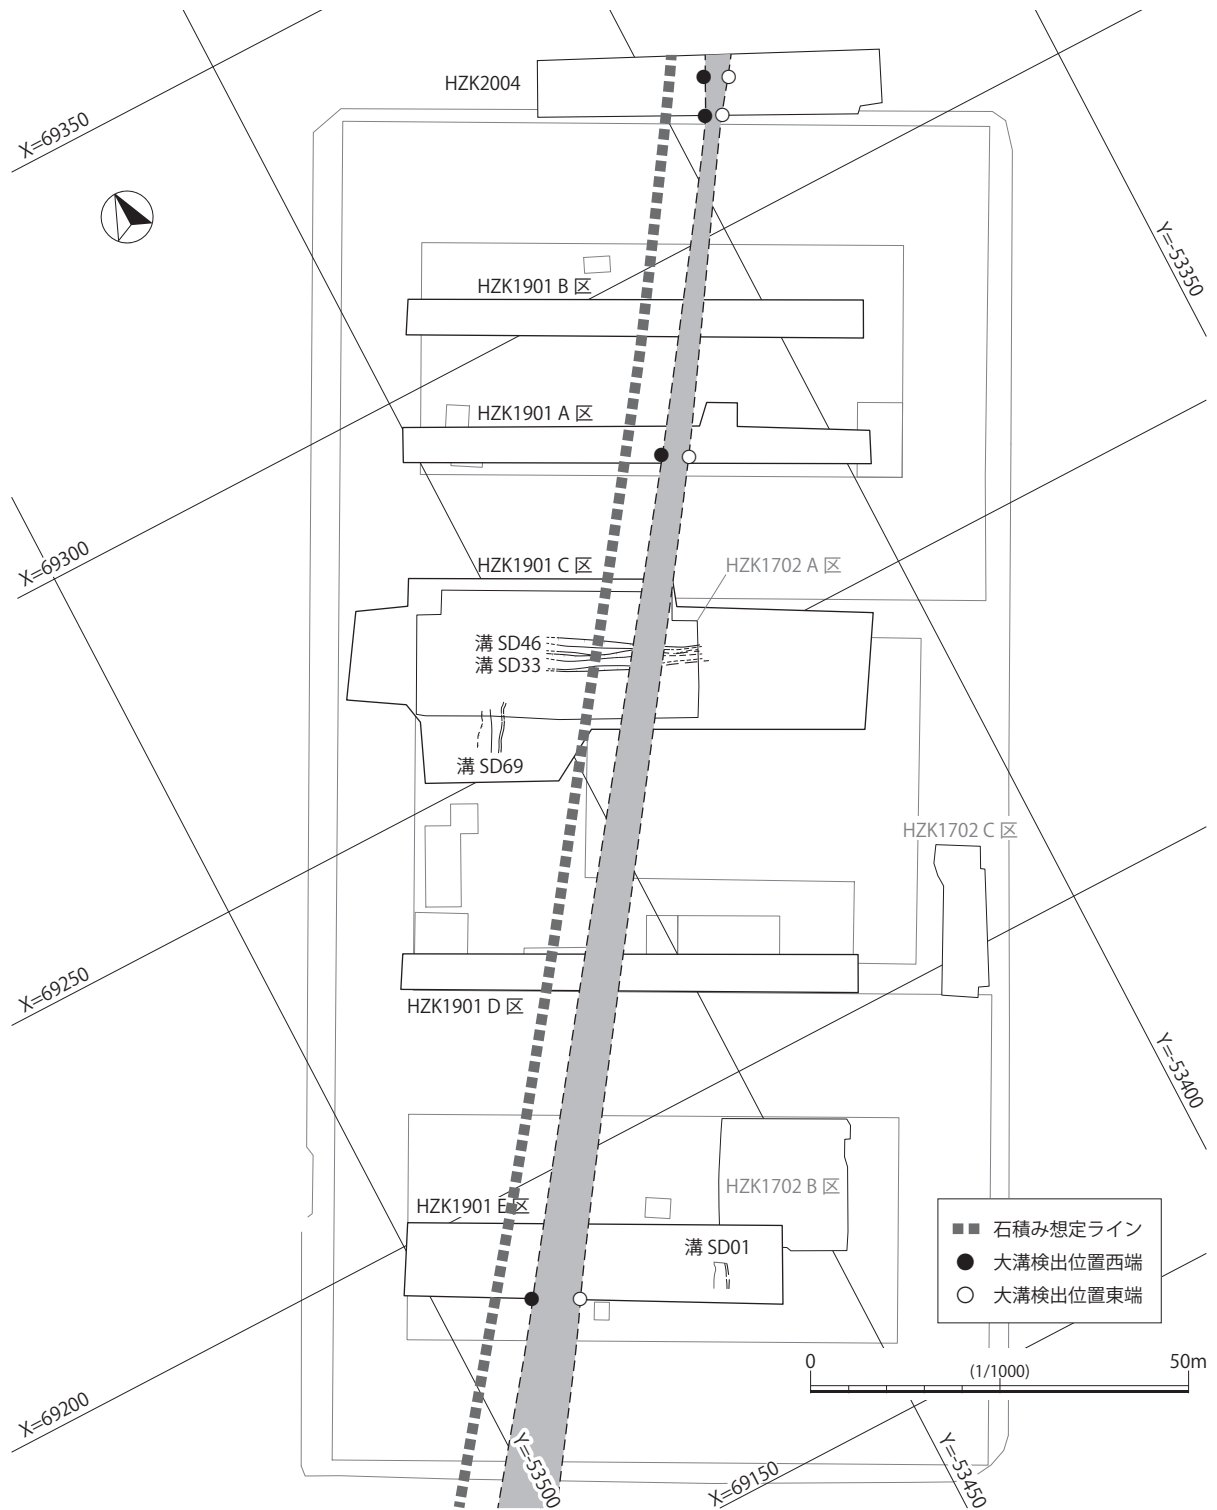 HZK2004
X=69350
Y=-53350
HZK1901 B 区
HZK1901 A 区
X=69300
HZK1901 C 区
HZK1702 A 区
溝 SD46
溝 SD33
溝 SD69
HZK1702 C 区
X=69250
HZK1901 D 区
Y=-53400
HZK1702 B 区
HZK1901 E 区
溝 SD01
石積み想定ライン
大溝検出位置西端
大溝検出位置東端
0
50m
(1/1000)
X=69200
Y=-53500
X=69150
Y=-53450